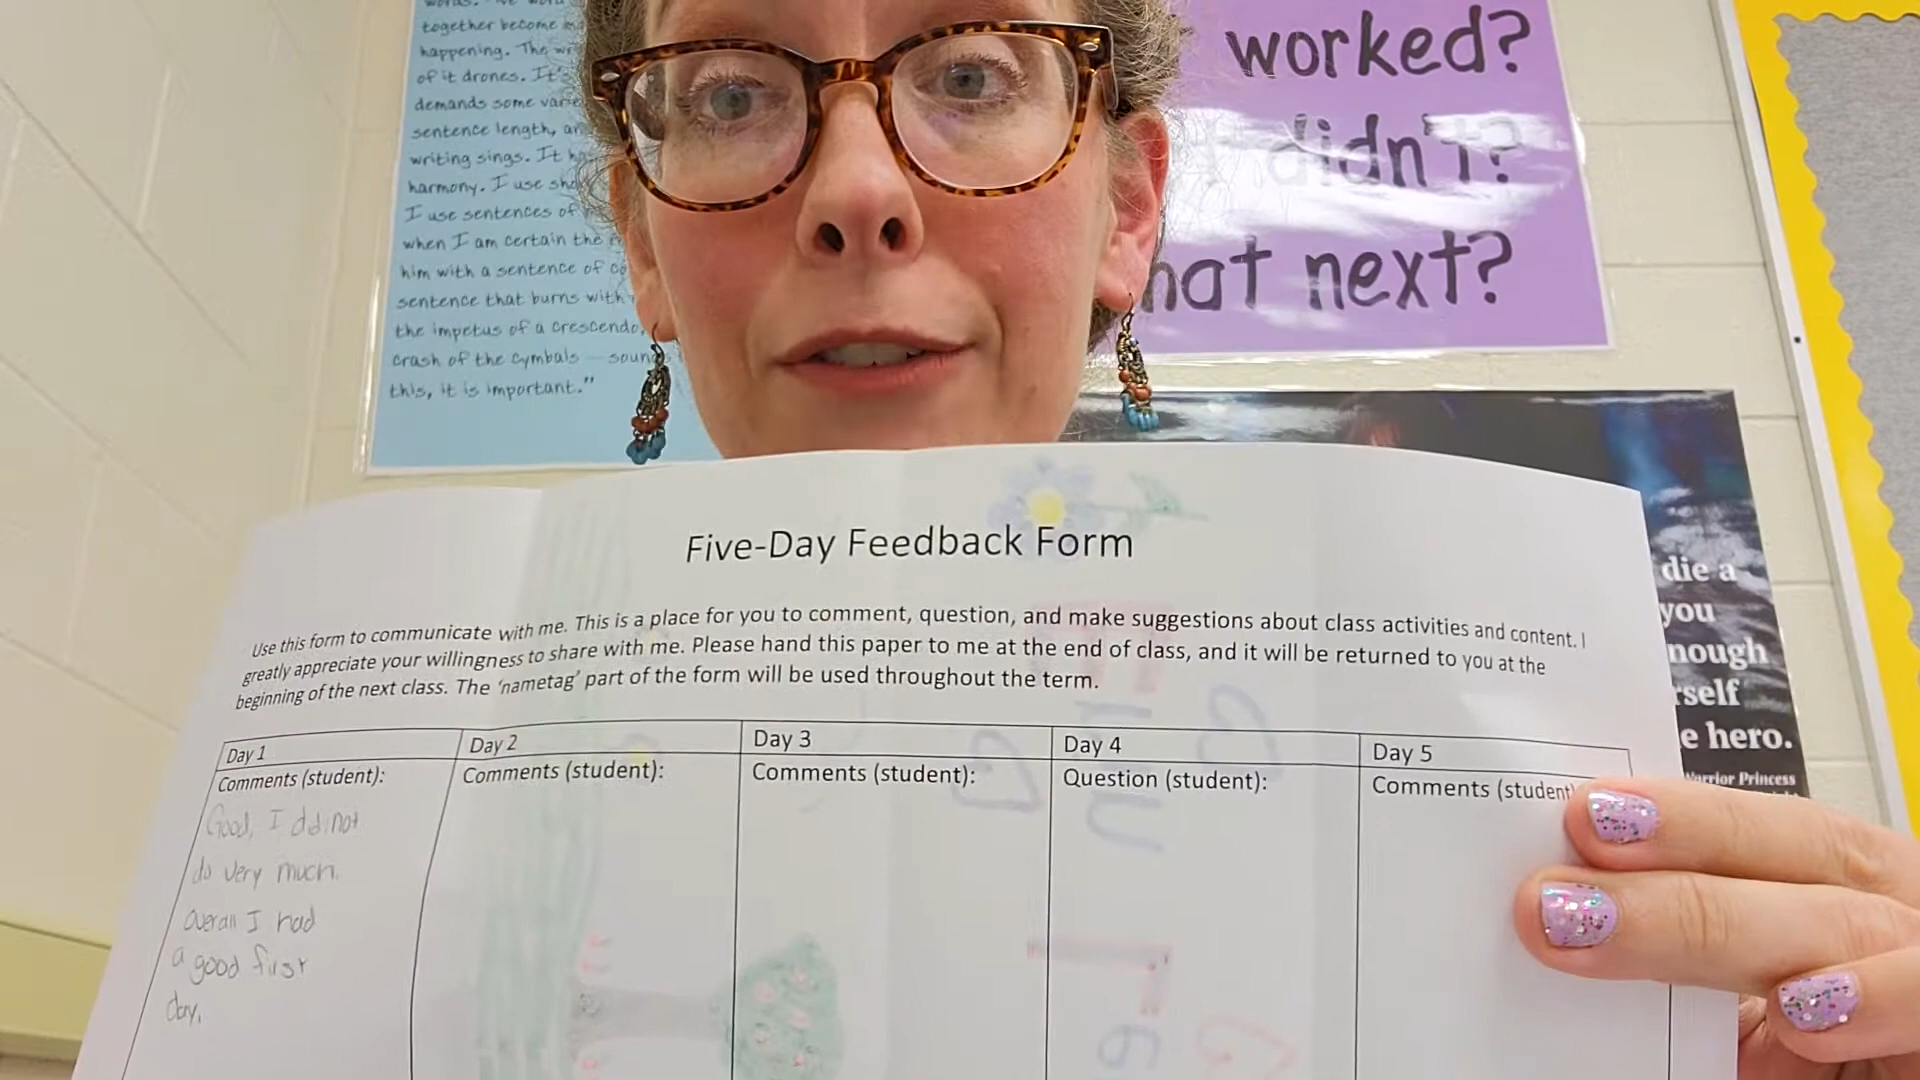 together become
happening. The
of it drones. It's
demands some
sentence length,
writing sings. It
harmony. I use
I use sentences of
when I am certain the
him with a sentence of
sentence that burns with
the impetus of a crescendo,
crash of the cymbals — sounds
this, it is important."
worked?
didn't?
hat next?
die a
you
nough
rself
e hero.
Warrior Princess
Five-Day Feedback Form
Use this form to communicate with me. This is a place for you to comment, question, and make suggestions about class activities and content. I
greatly appreciate your willingness to share with me. Please hand this paper to me at the end of class, and it will be returned to you at the
beginning of the next class. The 'nametag' part of the form will be used throughout the term.
Day 1 Day 2 Day 3 Day 4 Day 5
Comments (student): Comments (student): Comments (student): Question (student): Comments (student)
Good, I did not
do very much.
overall I had
a good first
day.